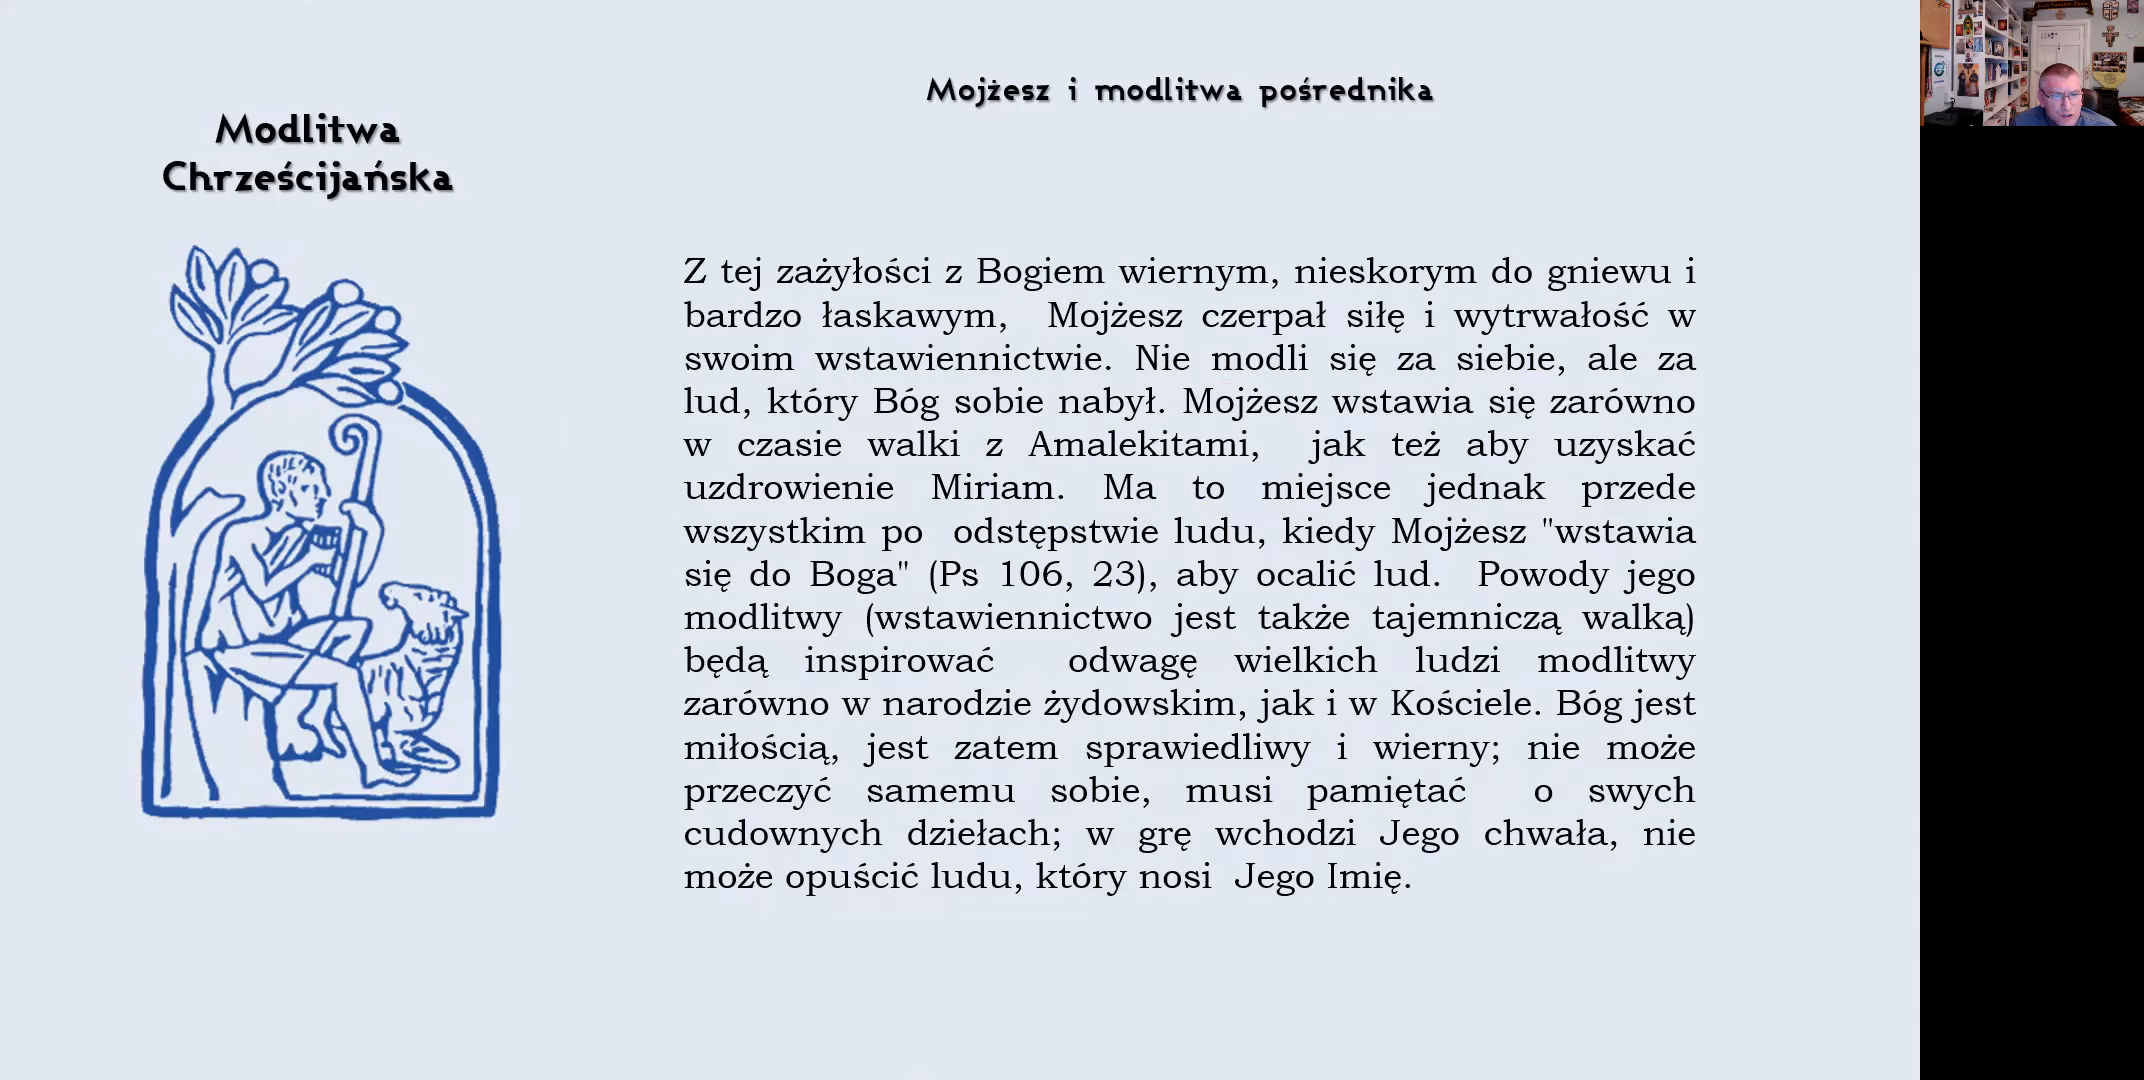 Modlitwa
Chrześcijańska
Mojżesz i modlitwa pośrednika
Z tej zażyłości z Bogiem wiernym, nieskorym do gniewu i
bardzo łaskawym, Mojżesz czerpał siłę i wytrwałość w
swoim wstawiennictwie. Nie modli się za siebie, ale za
lud, który Bóg sobie nabył. Mojżesz wstawia się zarówno
w czasie walki z Amalekitami, jak też aby uzyskać
uzdrowienie Miriam. Ma to miejsce jednak przede
wszystkim po odstępstwie ludu, kiedy Mojżesz "wstawia
się do Boga" (Ps 106, 23), aby ocalić lud. Powody jego
modlitwy (wstawiennictwo jest także tajemniczą walką)
będą inspirować odwagę wielkich ludzi modlitwy
zarówno w narodzie żydowskim, jak i w Kościele. Bóg jest
miłością, jest zatem sprawiedliwy i wierny; nie może
przeczyć samemu sobie, musi pamiętać o swych
cudownych dziełach; w grę wchodzi Jego chwała, nie
może opuścić ludu, który nosi Jego Imię.